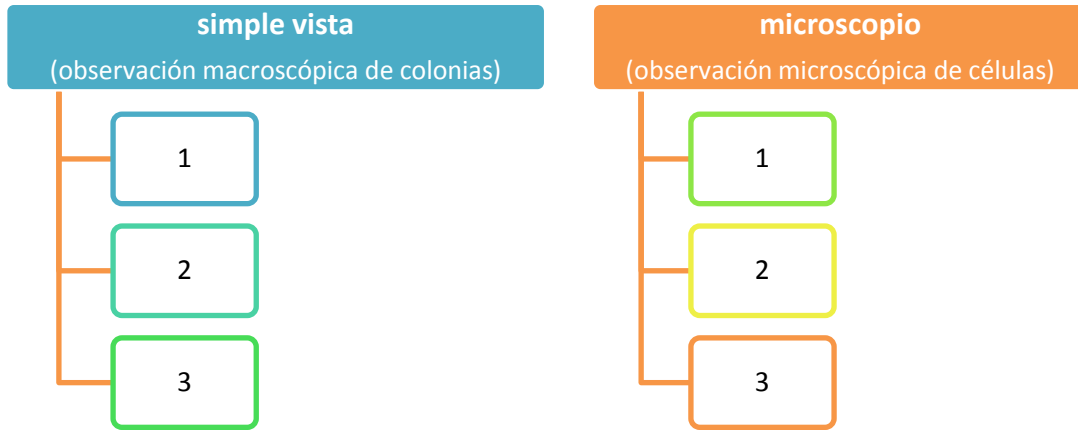 simple vista
(observación macroscópica de colonias)
1
2
3
microscopio
(observación microscópica de células)
1
2
3